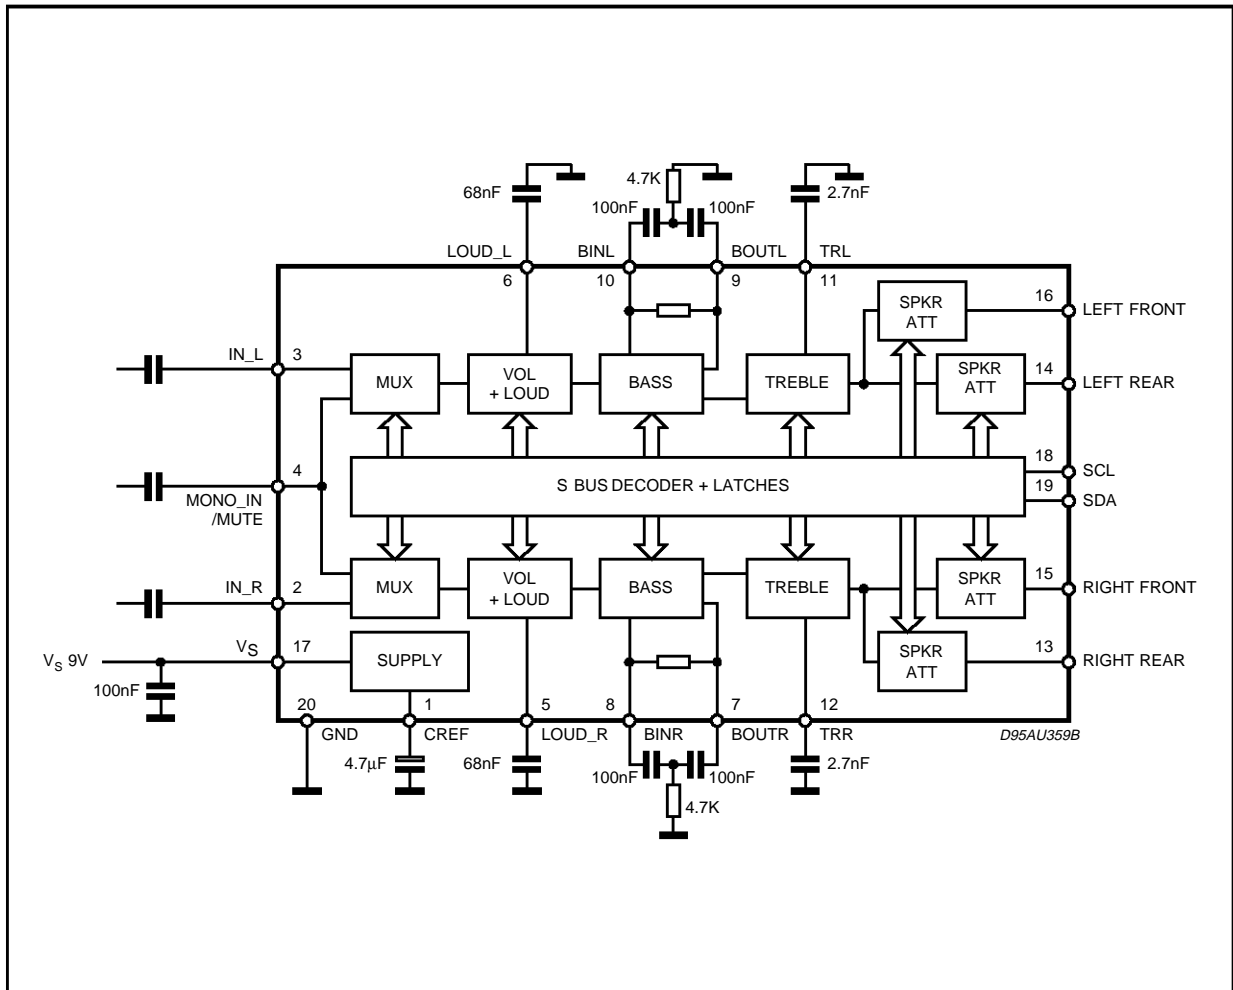 68nF
4.7K
100nF 100nF
2.7nF
LOUD_L BINL BOUTL TRL
6 10 9 11
SPKR
ATT
16
LEFT FRONT
IN_L 3
MUX
VOL
+ LOUD
BASS
TREBLE
SPKR
ATT
14
LEFT REAR
4
MONO_IN
/MUTE
S BUS DECODER + LATCHES
18
SCL
19
SDA
IN_R 2
MUX
VOL
+ LOUD
BASS
TREBLE
SPKR
ATT
15
RIGHT FRONT
VS 9V
VS 17
100nF
SUPPLY
SPKR
ATT
13
RIGHT REAR
20 1 5 8 7 12
GND CREF LOUD_R BINR BOUTR TRR
D95AU359B
4.7μF 68nF 100nF 100nF 2.7nF
4.7K